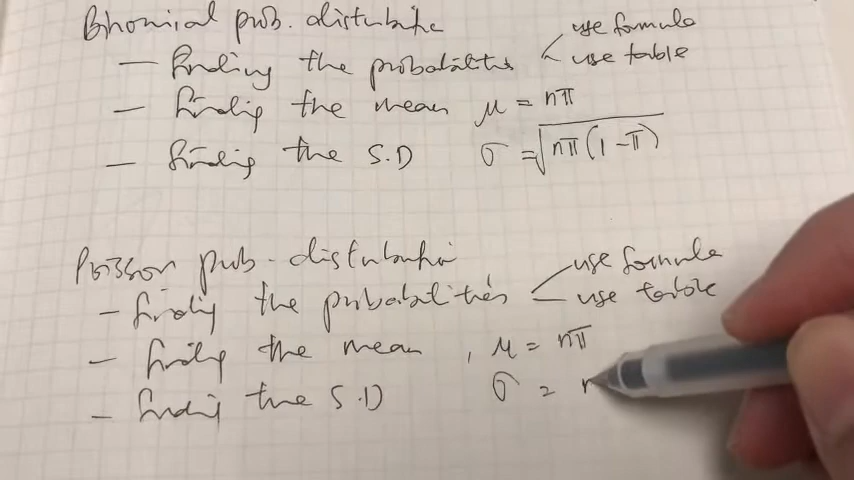 Binomial prob. distributio use formula
— finding the probabilities use table
— finding the mean μ = nπ
— finding the S.D σ = √nπ(1-π)
Poisson prob. distribution use formula
— finding the probabilities use table
— finding the mean , μ = nπ
— finding the S.D σ = n